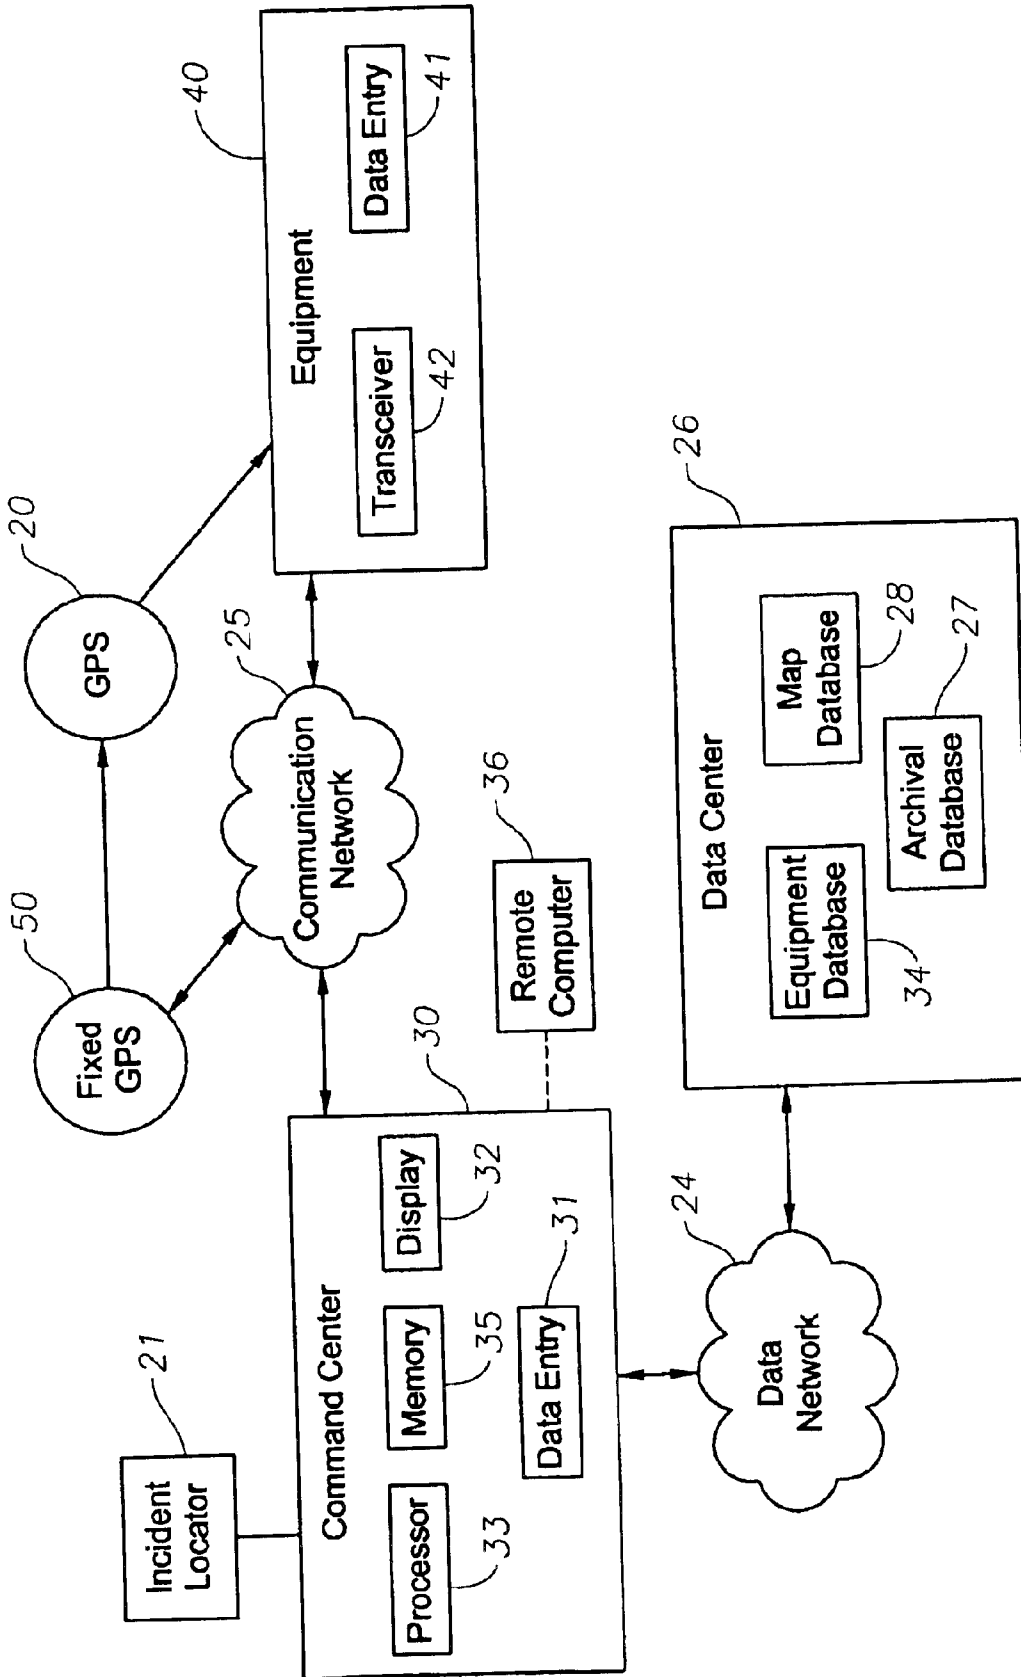 Incident
Locator
21
Fixed
GPS
50
GPS
20
Command Center
30
Processor
33
Memory
35
Display
32
Data Entry
31
Communication
Network
25
Equipment
40
Transceiver
42
Data Entry
41
Remote
Computer
36
Data
Network
24
Data Center
26
Equipment
Database
34
Map
Database
28
Archival
Database
27